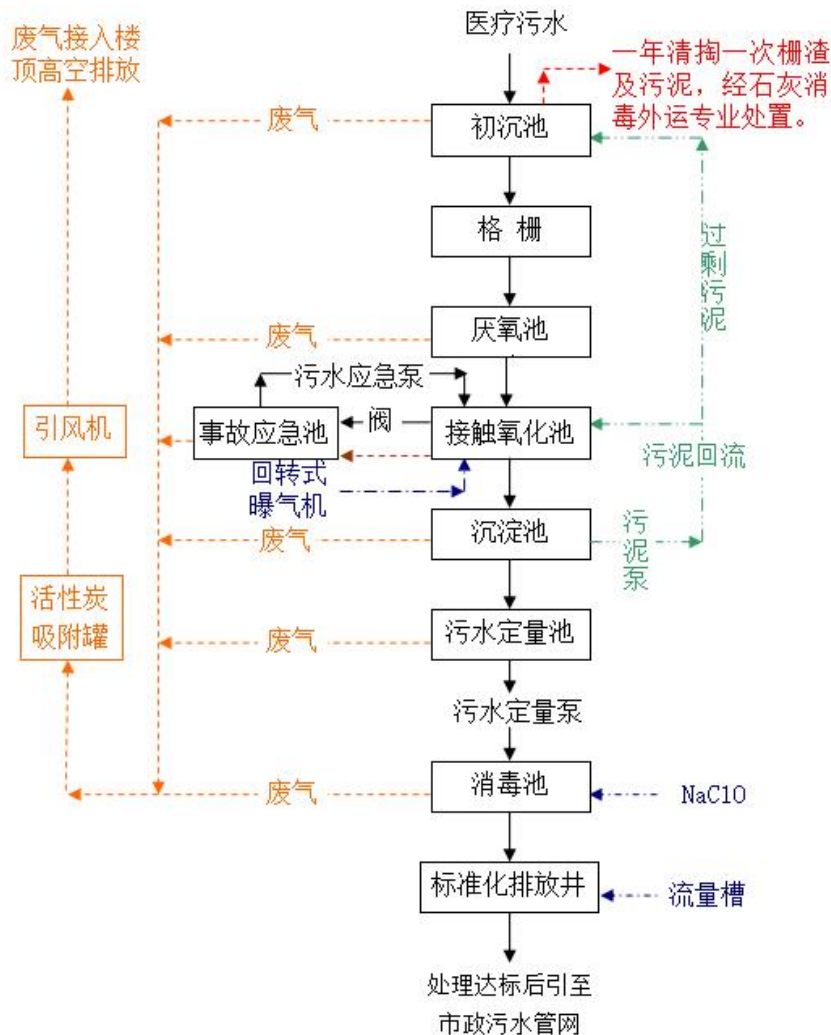 医疗污水
废气接入楼
顶高空排放
一年清掏一次栅渣
及污泥，经石灰消
毒外运专业处置。
废气
初沉池
格 栅
过剩污泥
废气
厌氧池
污水应急泵
引风机
事故应急池
阀
接触氧化池
污泥回流
回转式
曝气机
废气
沉淀池
污泥泵
活性炭
吸附罐
废气
污水定量池
污水定量泵
废气
消毒池
NaClO
标准化排放井
流量槽
处理达标后引至
市政污水管网